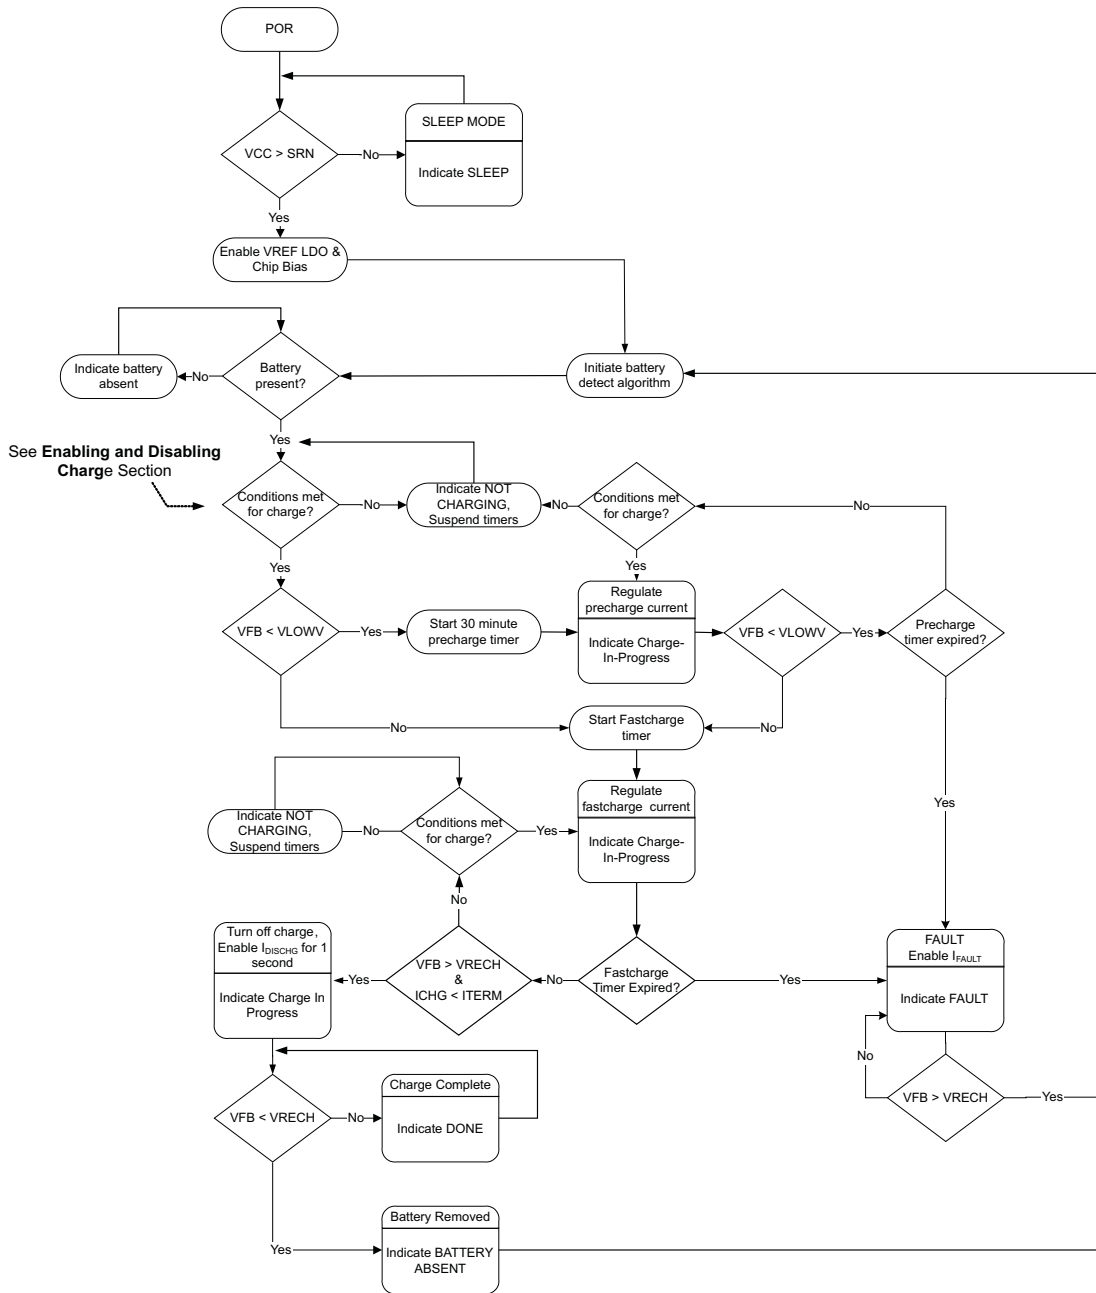 POR
SLEEP MODE
VCC > SRN
No
Indicate SLEEP
Yes
Enable VREF LDO &
Chip Bias
Indicate battery
absent
No
Battery
present?
Initiate battery
detect algorithm
Yes
See Enabling and Disabling
Charge Section
Conditions met
for charge?
No
Indicate NOT
CHARGING,
Suspend timers
No
Conditions met
for charge?
No
Yes
Yes
VFB < VLOWV
Yes
Start 30 minute
precharge timer
Regulate
precharge current
Indicate Charge-
In-Progress
VFB < VLOWV
Yes
Precharge
timer expired?
No
Start Fastcharge
timer
No
Yes
Indicate NOT
CHARGING,
Suspend timers
No
Conditions met
for charge?
Yes
Regulate
fastcharge current
Indicate Charge-
In-Progress
No
Turn off charge,
Enable IDISCHG for 1
second
Indicate Charge In
Progress
Yes
VFB > VRECH
&
ICHG < ITERM
No
Fastcharge
Timer Expired?
Yes
FAULT
Enable IFAULT
Indicate FAULT
No
VFB > VRECH
Yes
VFB < VRECH
No
Charge Complete
Indicate DONE
Yes
Battery Removed
Indicate BATTERY
ABSENT